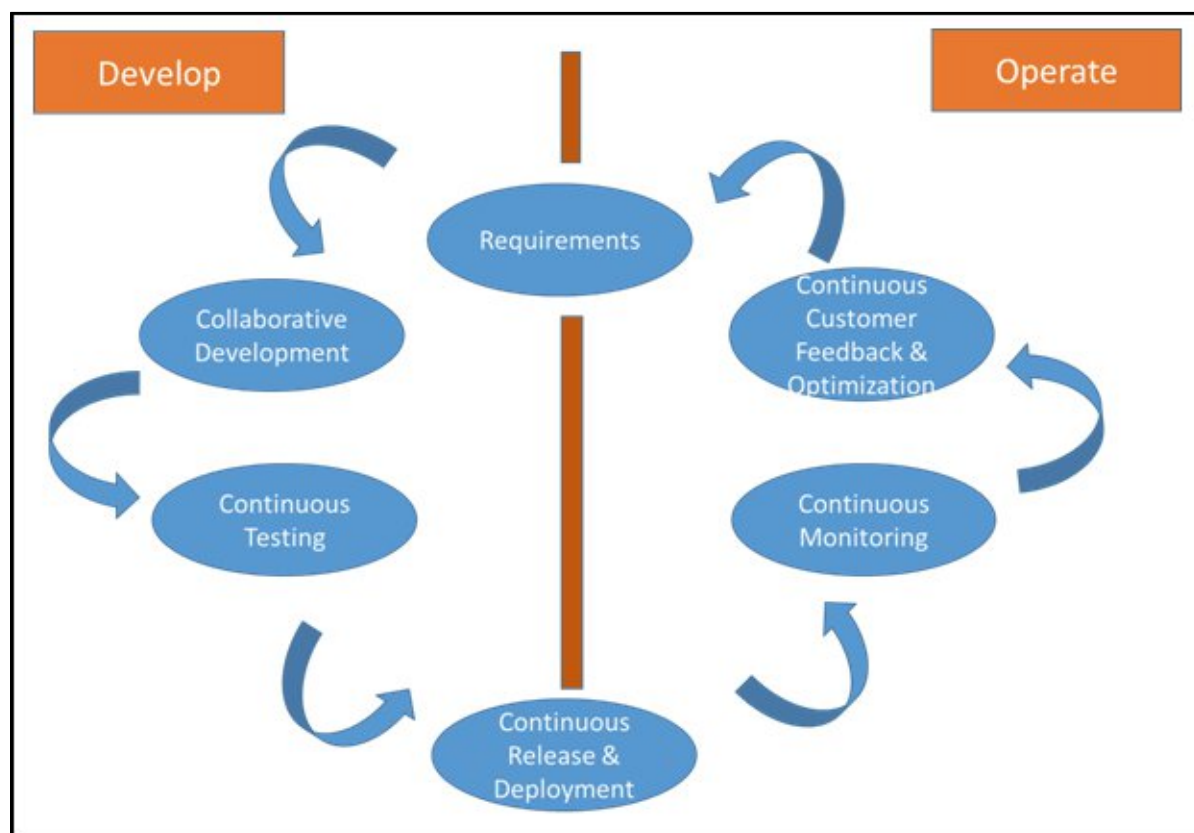 Develop
Operate
Requirements
Collaborative
Development
Continuous
Customer
Feedback &
Optimization
Continuous
Testing
Continuous
Monitoring
Continuous
Release &
Deployment